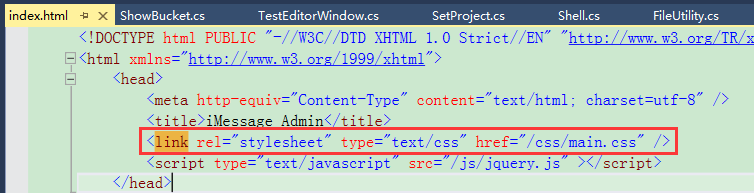 index.html ShowBucket.cs TestEditorWindow.cs SetProject.cs Shell.cs FileUtility.cs
<!DOCTYPE html PUBLIC "-//W3C//DTD XHTML 1.0 Strict//EN" "http://www.w3.org/TR/x
<html xmlns="http://www.w3.org/1999/xhtml">
<head>
<meta http-equiv="Content-Type" content="text/html; charset=utf-8" />
<title>iMessage Admin</title>
<link rel="stylesheet" type="text/css" href="/css/main.css" />
<script type="text/javascript" src="/js/jquery.js" ></script>
</head>